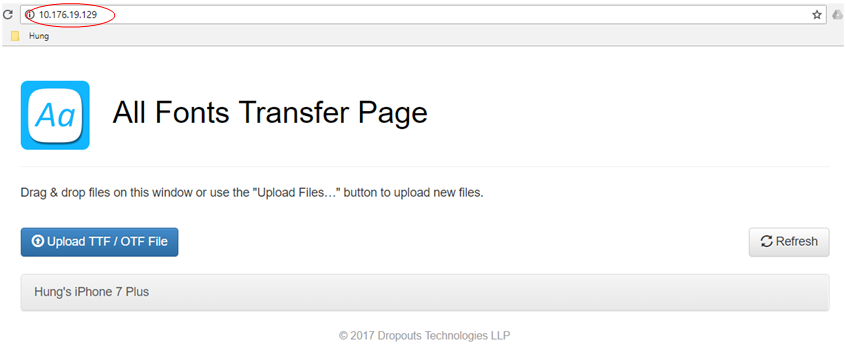 10.176.19.129
Hung
Aa
All Fonts Transfer Page
Drag & drop files on this window or use the "Upload Files…" button to upload new files.
Upload TTF / OTF File
Refresh
Hung's iPhone 7 Plus
© 2017 Dropouts Technologies LLP